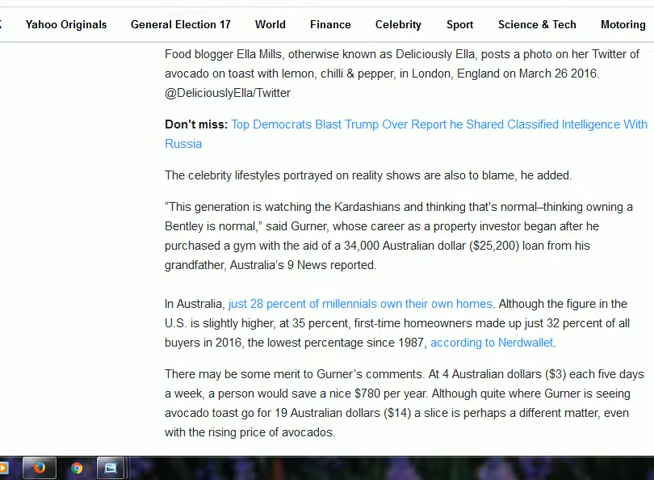 Yahoo Originals General Election 17 World Finance Celebrity Sport Science & Tech Motoring
Food blogger Ella Mills, otherwise known as Deliciously Ella, posts a photo on her Twitter of
avocado on toast with lemon, chilli & pepper, in London, England on March 26 2016.
@DeliciouslyElla/Twitter
Don't miss: Top Democrats Blast Trump Over Report he Shared Classified Intelligence With
Russia
The celebrity lifestyles portrayed on reality shows are also to blame, he added.
“This generation is watching the Kardashians and thinking that's normal–thinking owning a
Bentley is normal,” said Gurner, whose career as a property investor began after he
purchased a gym with the aid of a 34,000 Australian dollar ($25,200) loan from his
grandfather, Australia’s 9 News reported.
In Australia, just 28 percent of millennials own their own homes. Although the figure in the
U.S. is slightly higher, at 35 percent, first-time homeowners made up just 32 percent of all
buyers in 2016, the lowest percentage since 1987, according to Nerdwallet.
There may be some merit to Gurner’s comments. At 4 Australian dollars ($3) each five days
a week, a person would save a nice $780 per year. Although quite where Gurner is seeing
avocado toast go for 19 Australian dollars ($14) a slice is perhaps a different matter, even
with the rising price of avocados.